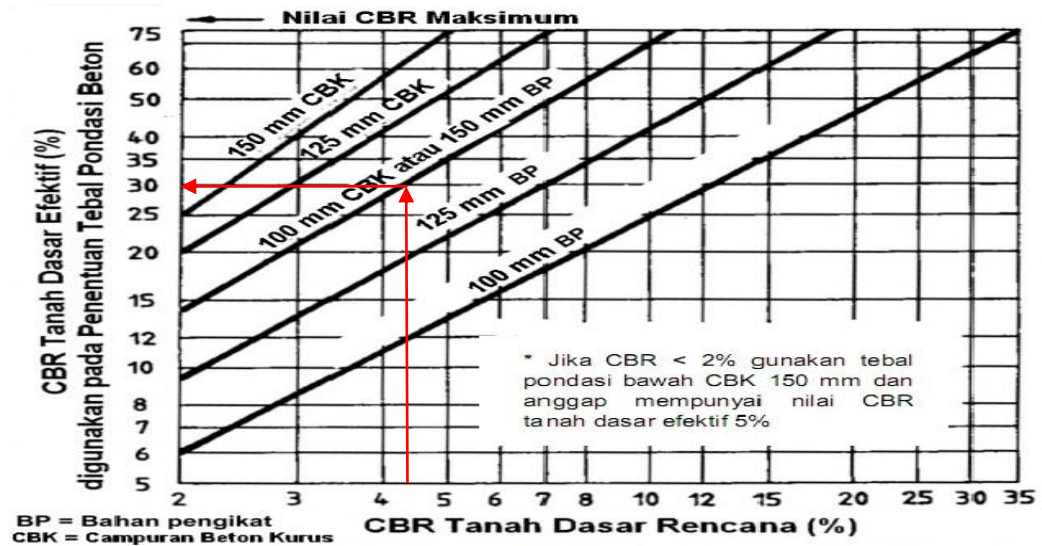 Nilai CBR Maksimum
CBR Tanah Dasar Efektif (%)
digunakan pada Penentuan Tebal Pondasi Beton
75
60
50
40
35
30
25
20
15
12
10
8
7
6
5
150 mm CBK
125 mm CBK
100 mm CBK atau 150 mm BP
125 mm BP
100 mm BP
* Jika CBR < 2% gunakan tebal
pondasi bawah CBK 150 mm dan
anggap mempunyai nilai CBR
tanah dasar efektif 5%
2 3 4 5 6 7 8 10 12 15 20 25 30 35
CBR Tanah Dasar Rencana (%)
BP = Bahan pengikat
CBK = Campuran Beton Kurus